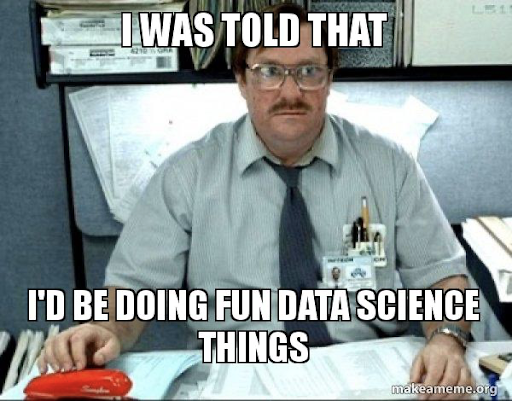 I WAS TOLD THAT
I'D BE DOING FUN DATA SCIENCE
THINGS
makeameme.org